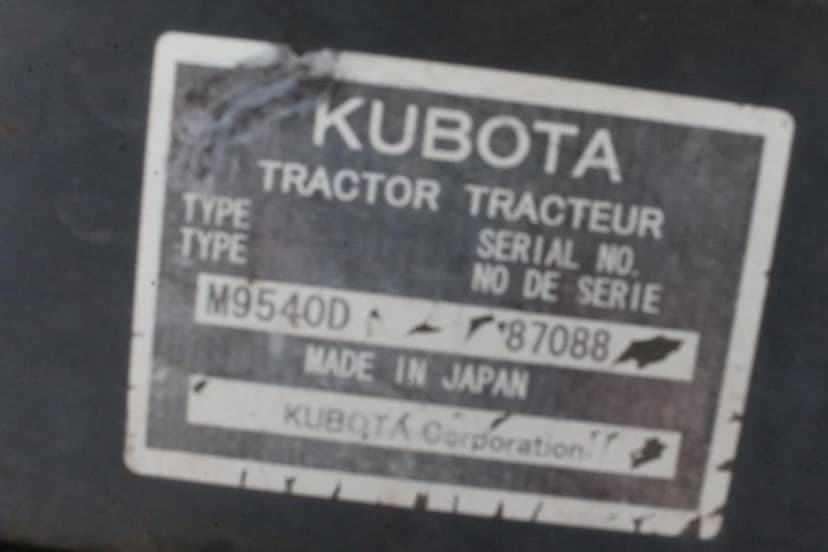 KUBOTA
TRACTOR TRACTEUR
TYPE
TYPE
SERIAL NO.
NO DE SERIE
M9540D 87088
MADE IN JAPAN
KUBOTA Corporation